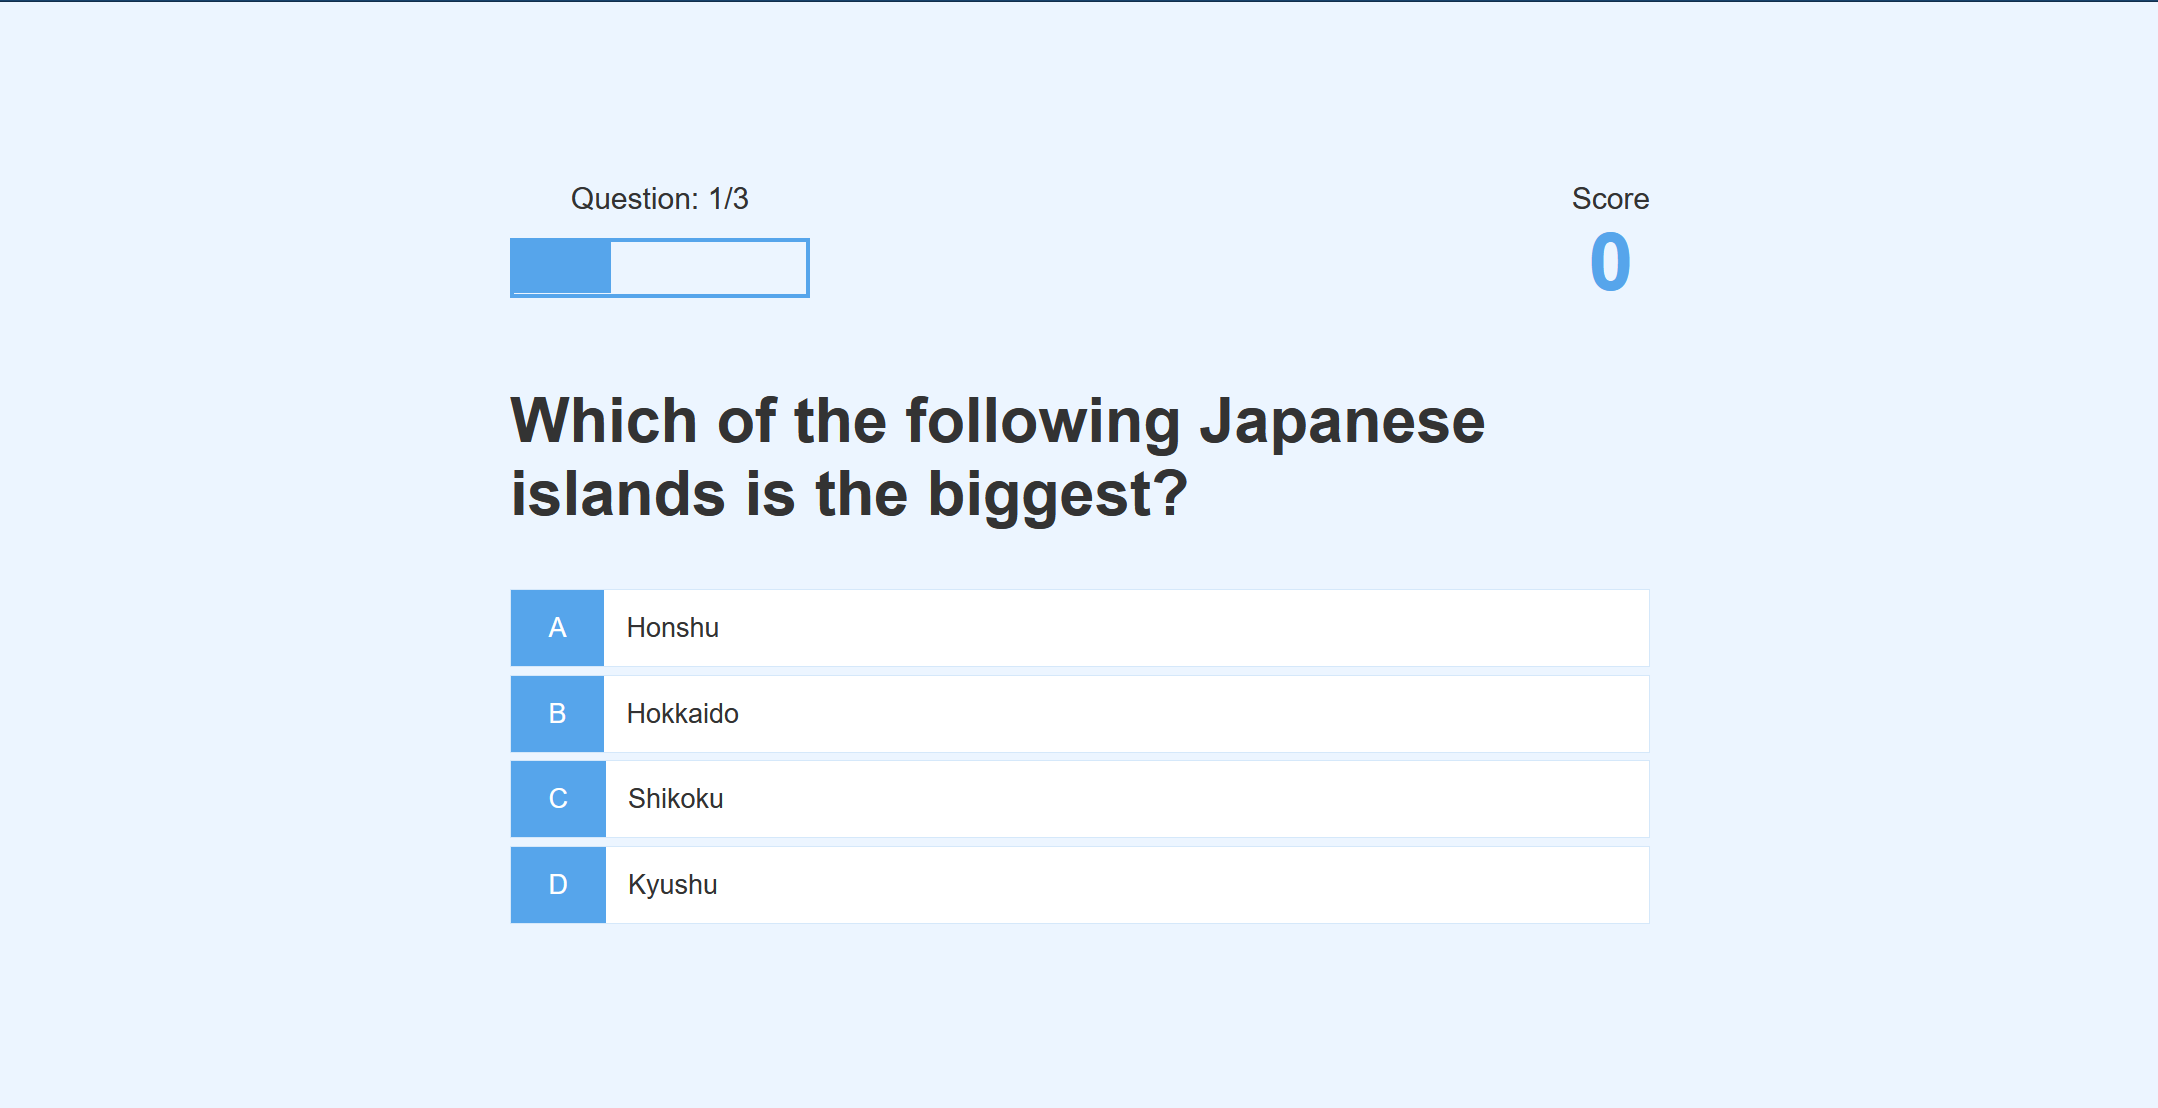 Question: 1/3
Score
0
Which of the following Japanese
islands is the biggest?
A Honshu
B Hokkaido
C Shikoku
D Kyushu